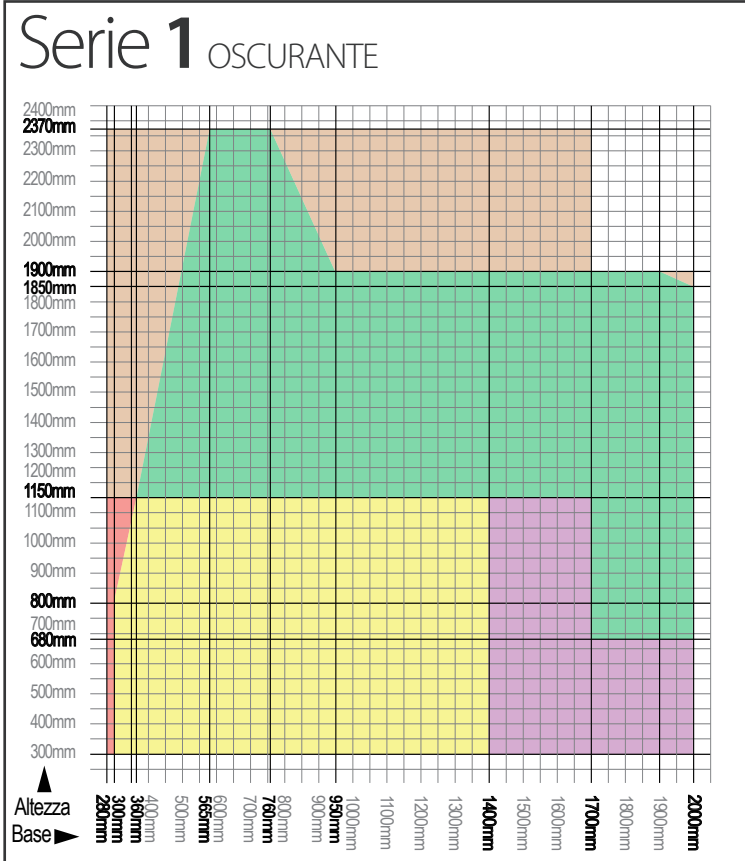 Serie 1 OSCURANTE
2400mm
2370mm
2300mm
2200mm
2100mm
2000mm
1900mm
1850mm
1800mm
1700mm
1600mm
1500mm
1400mm
1300mm
1200mm
1150mm
1100mm
1000mm
900mm
800mm
700mm
680mm
600mm
500mm
400mm
300mm
Altezza
Base
280mm
300mm
360mm
400mm
500mm
565mm
600mm
700mm
760mm
800mm
900mm
950mm
1000mm
1100mm
1200mm
1300mm
1400mm
1500mm
1600mm
1700mm
1800mm
1900mm
2000mm